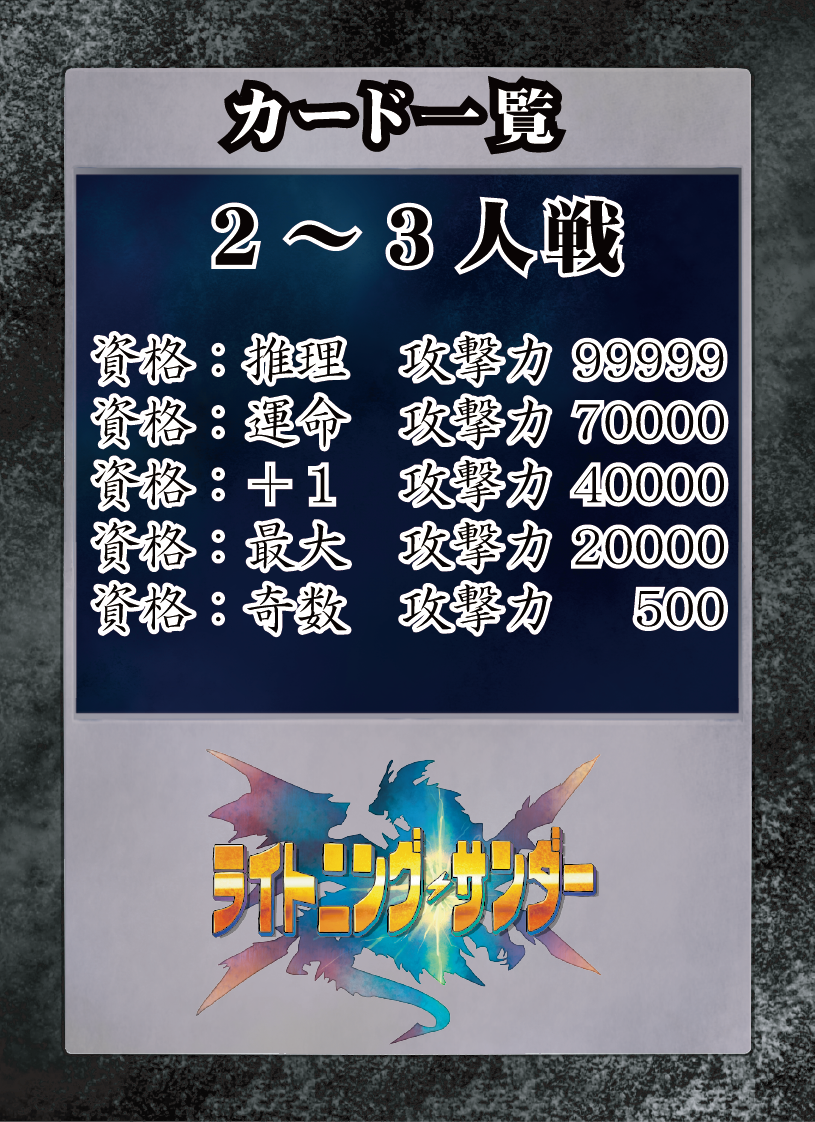 カード一覧
2～3人戦
資格：推理　攻撃力 99999
資格：運命　攻撃力 70000
資格：＋1　攻撃力 40000
資格：最大　攻撃力 20000
資格：奇数　攻撃力 500
ライトニング サンダー